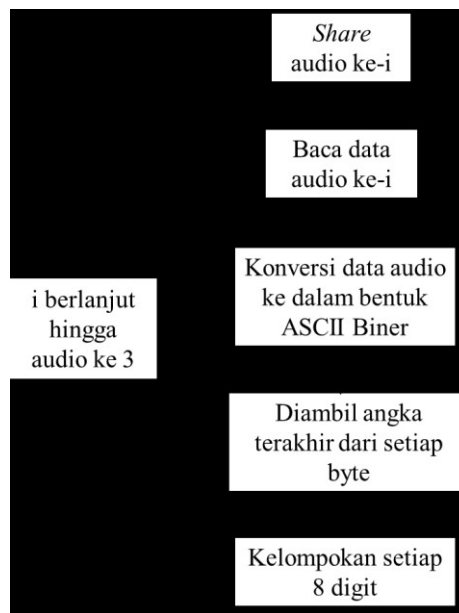 Share
audio ke-i
Baca data
audio ke-i
Konversi data audio
ke dalam bentuk
ASCII Biner
i berlanjut
hingga
audio ke 3
Diambil angka
terakhir dari setiap
byte
Kelompokan setiap
8 digit